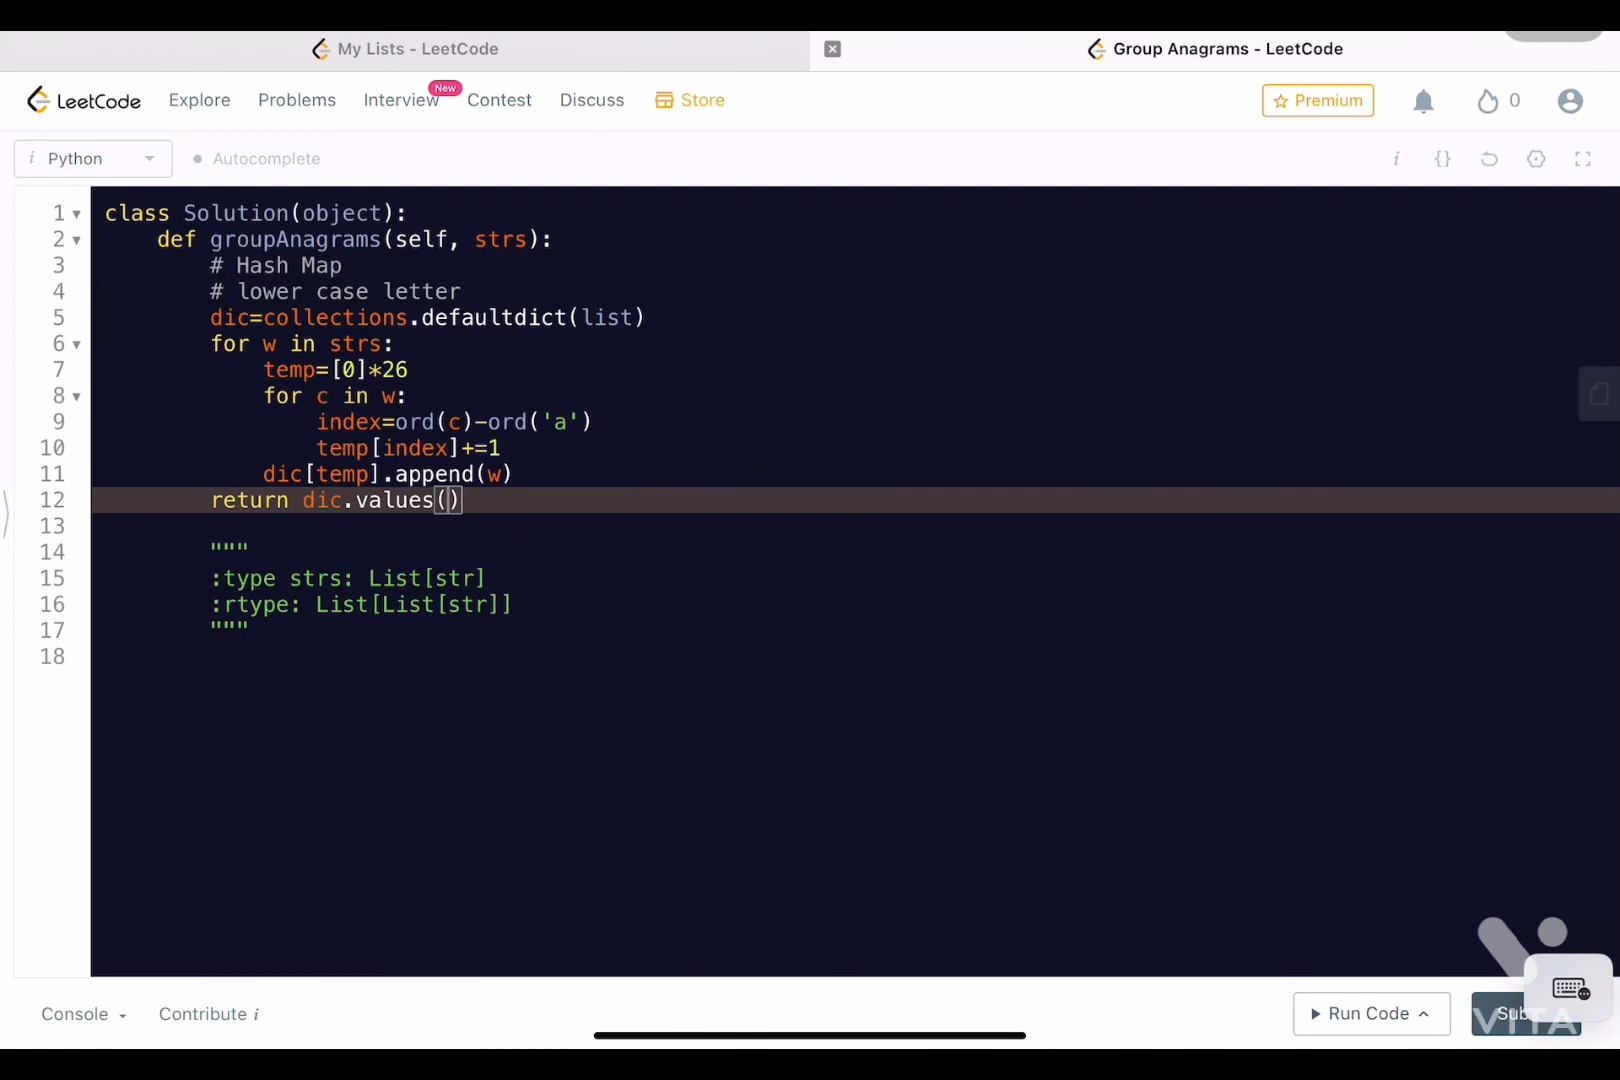 My Lists - LeetCode
Group Anagrams - LeetCode
LeetCode Explore Problems Interview New Contest Discuss Store Premium 0
i Python Autocomplete i {}
1 class Solution(object):
2 def groupAnagrams(self, strs):
3 # Hash Map
4 # lower case letter
5 dic=collections.defaultdict(list)
6 for w in strs:
7 temp=[0]*26
8 for c in w:
9 index=ord(c)-ord('a')
10 temp[index]+=1
11 dic[temp].append(w)
12 return dic.values()
13
14 """
15 :type strs: List[str]
16 :rtype: List[List[str]]
17 """
18
Console Contribute i Run Code Sub
VITA